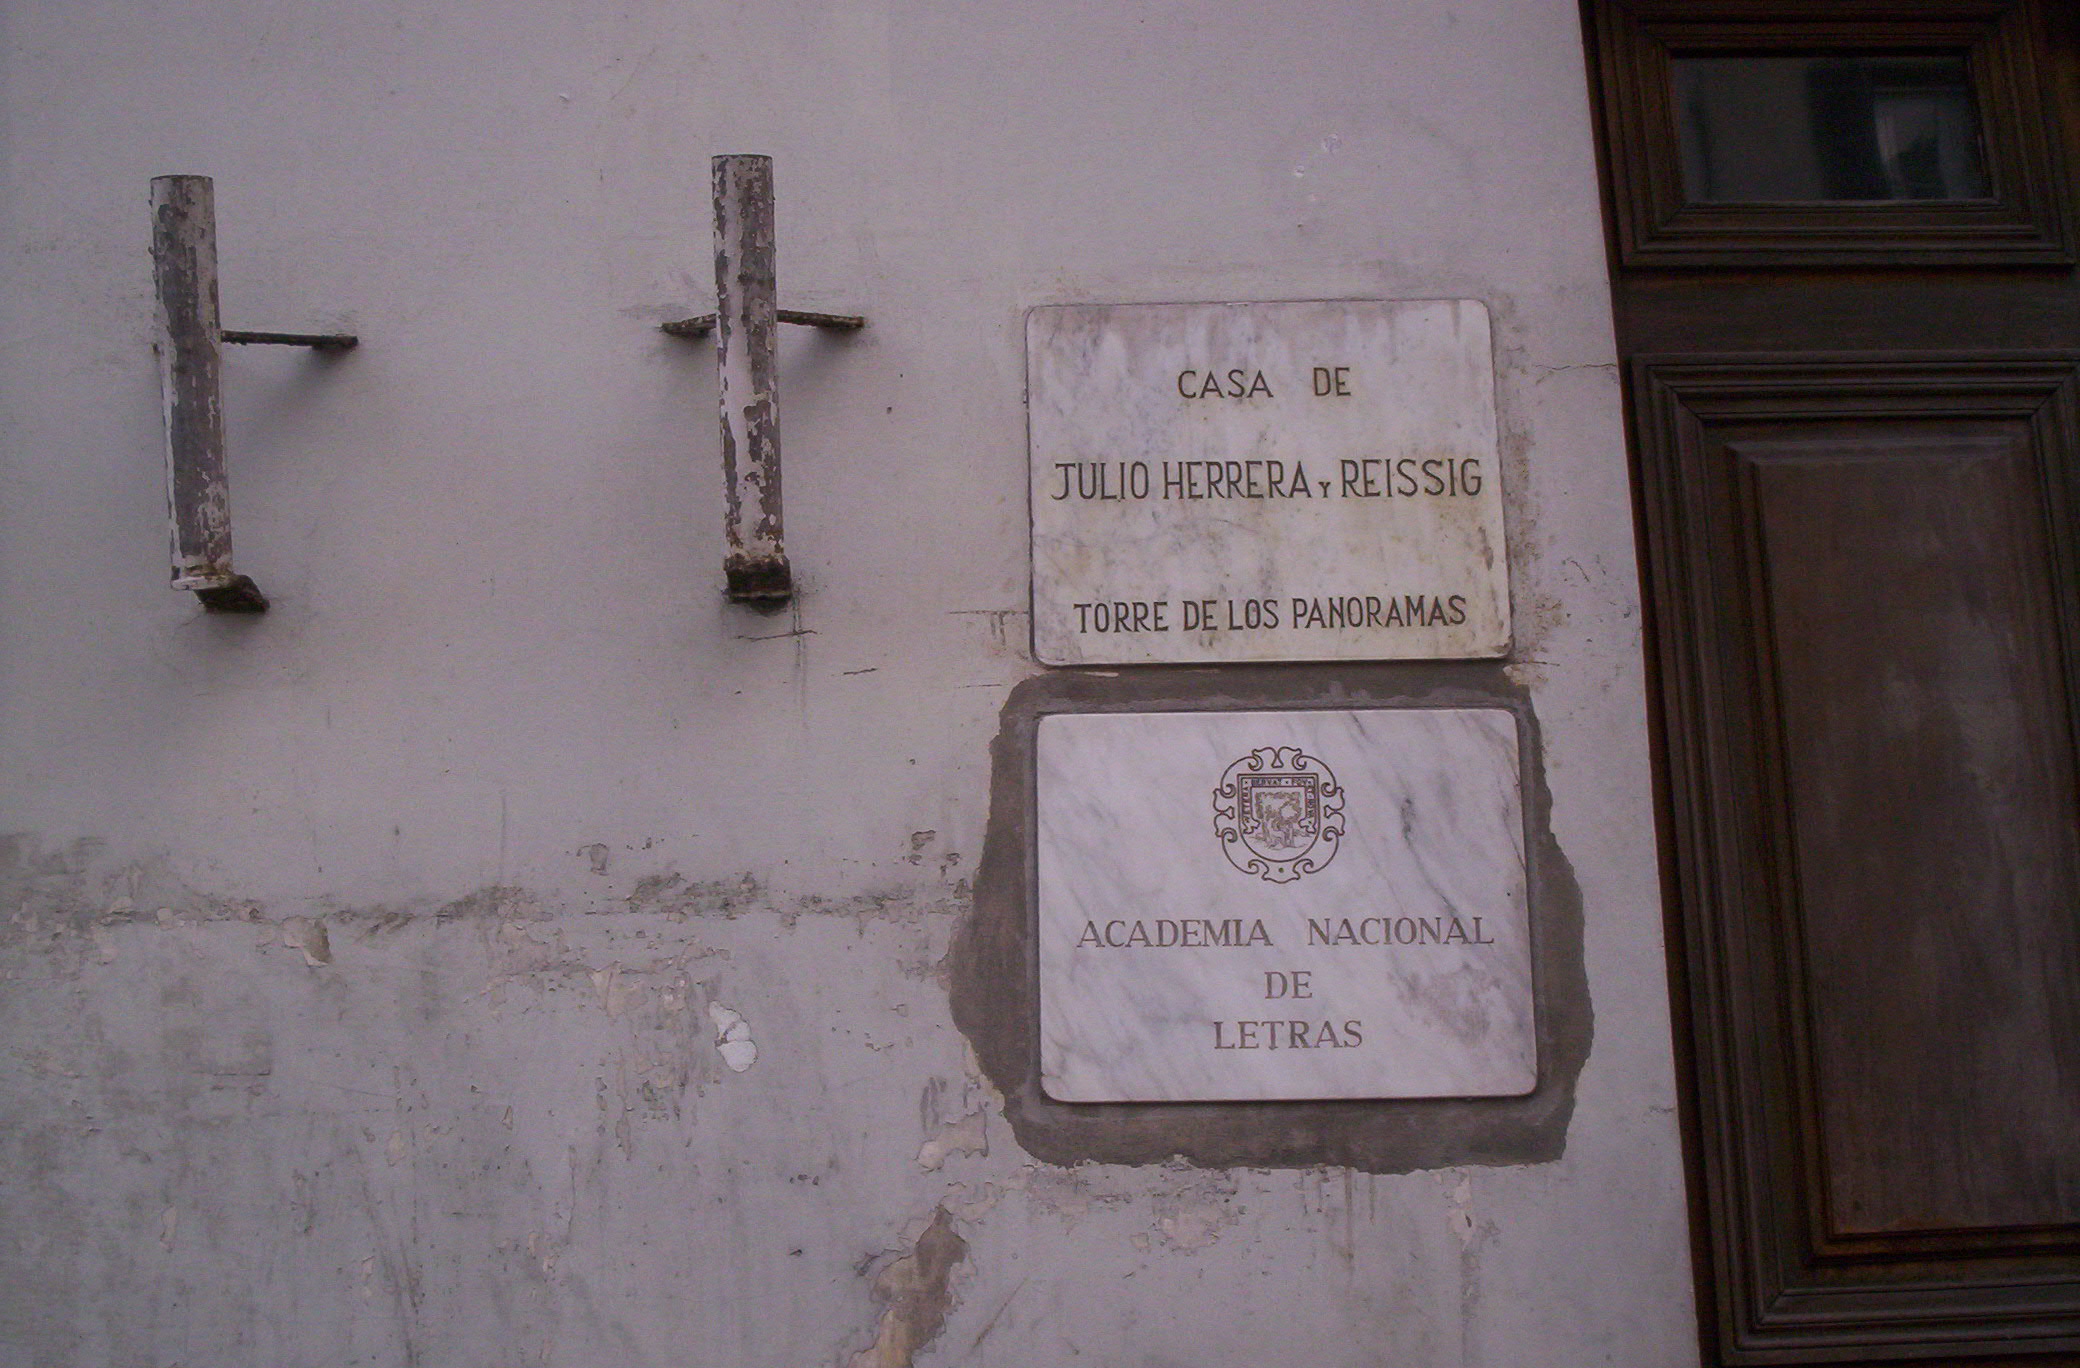 CASA DE
JULIO HERRERA Y REISSIG
TORRE DE LOS PANORAMAS
ACADEMIA NACIONAL
DE
LETRAS